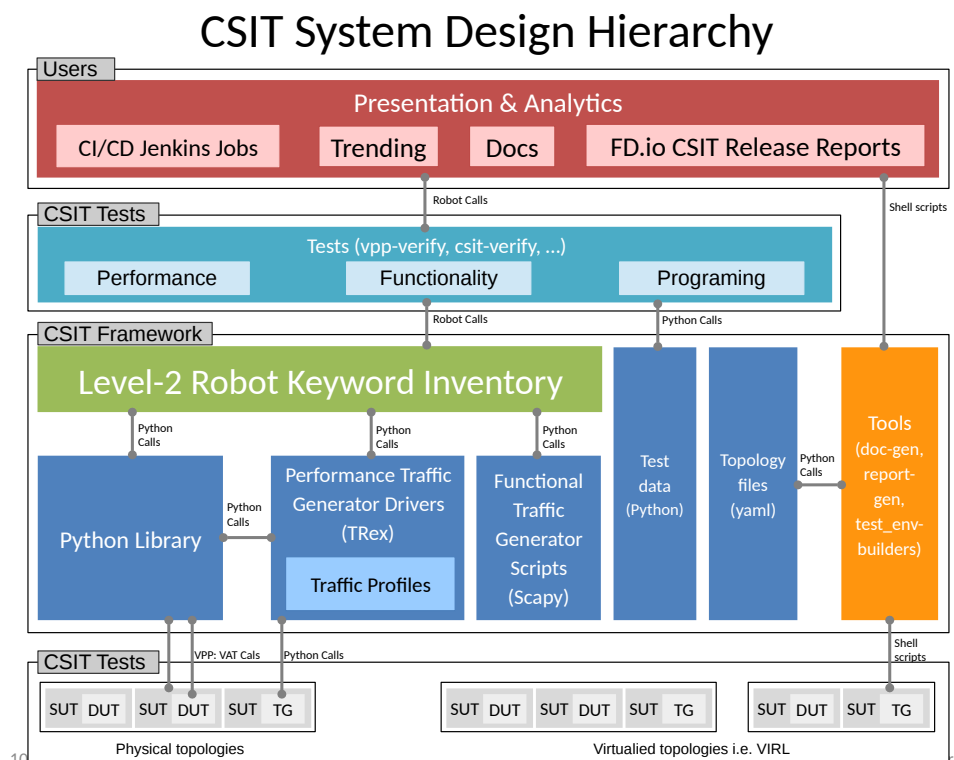 CSIT System Design Hierarchy
Users
Presentation & Analytics
CI/CD Jenkins Jobs
Trending
Docs
FD.io CSIT Release Reports
Robot Calls
Shell scripts
CSIT Tests
Tests (vpp-verify, csit-verify, ...)
Performance
Functionality
Programing
Robot Calls
Python Calls
CSIT Framework
Level-2 Robot Keyword Inventory
Python
Calls
Python
Calls
Python
Calls
Python Library
Python
Calls
Performance Traffic
Generator Drivers
(TRex)
Traffic Profiles
Functional
Traffic
Generator
Scripts
(Scapy)
Test
data
(Python)
Topology
files
(yaml)
Python
Calls
Tools
(doc-gen,
report-
gen,
test_env-
builders)
VPP: VAT Cals
Python Calls
Shell
scripts
CSIT Tests
SUT DUT
SUT DUT
SUT TG
SUT DUT
SUT DUT
SUT TG
SUT DUT
SUT TG
Physical topologies
Virtualied topologies i.e. VIRL